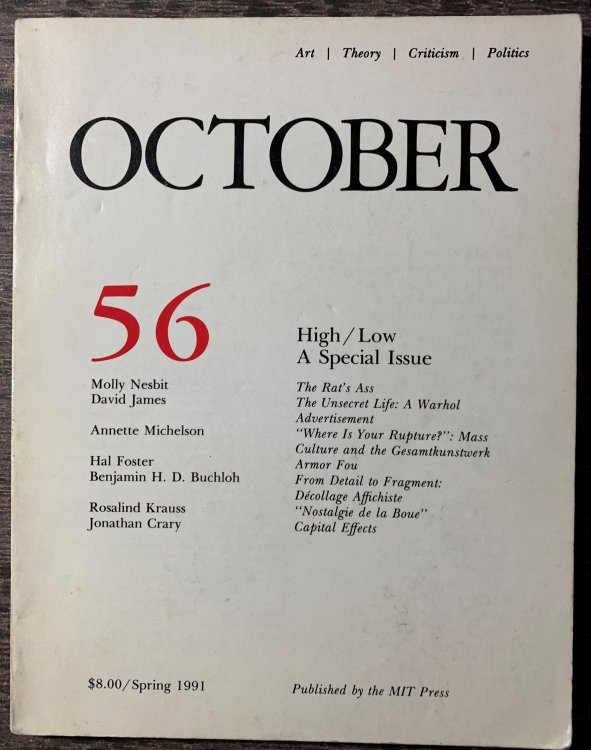 Art | Theory | Criticism | Politics
OCTOBER
56
High / Low
A Special Issue
Molly Nesbit
The Rat's Ass
David James
The Unsecret Life: A Warhol
Advertisement
Annette Michelson
"Where Is Your Rupture?": Mass
Culture and the Gesamtkunstwerk
Hal Foster
Armor Fou
Benjamin H. D. Buchloh
From Detail to Fragment:
Décollage Affichiste
Rosalind Krauss
"Nostalgie de la Boue"
Jonathan Crary
Capital Effects
$8.00/Spring 1991
Published by the MIT Press